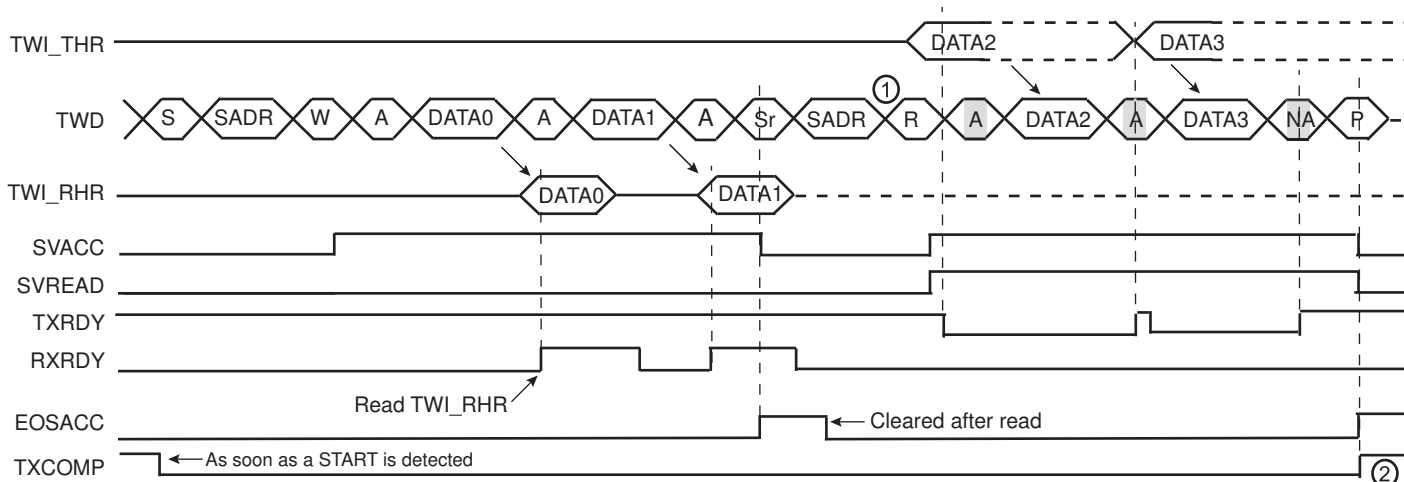 TWI_THR DATA2 DATA3
①
TWD S SADR W A DATA0 A DATA1 A Sr SADR R A DATA2 A DATA3 NA P
TWI_RHR DATA0 DATA1
SVACC
SVREAD
TXRDY
RXRDY
Read TWI_RHR
EOSACC Cleared after read
TXCOMP As soon as a START is detected ②